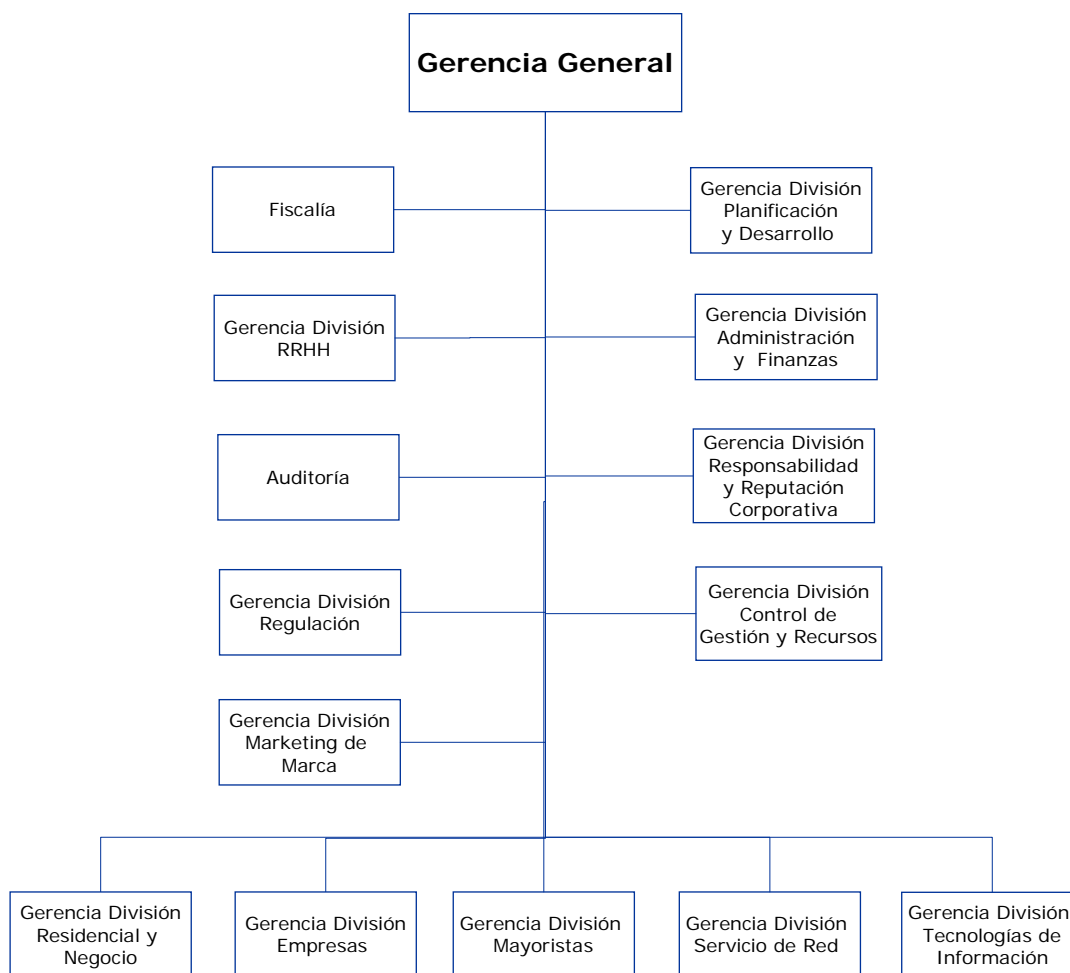 Gerencia General
Fiscalía
Gerencia División
Planificación
y Desarrollo
Gerencia División
RRHH
Gerencia División
Administración
y Finanzas
Auditoría
Gerencia División
Responsabilidad
y Reputación
Corporativa
Gerencia División
Regulación
Gerencia División
Control de
Gestión y Recursos
Gerencia División
Marketing de
Marca
Gerencia División
Residencial y
Negocio
Gerencia División
Empresas
Gerencia División
Mayoristas
Gerencia División
Servicio de Red
Gerencia División
Tecnologías de
Información